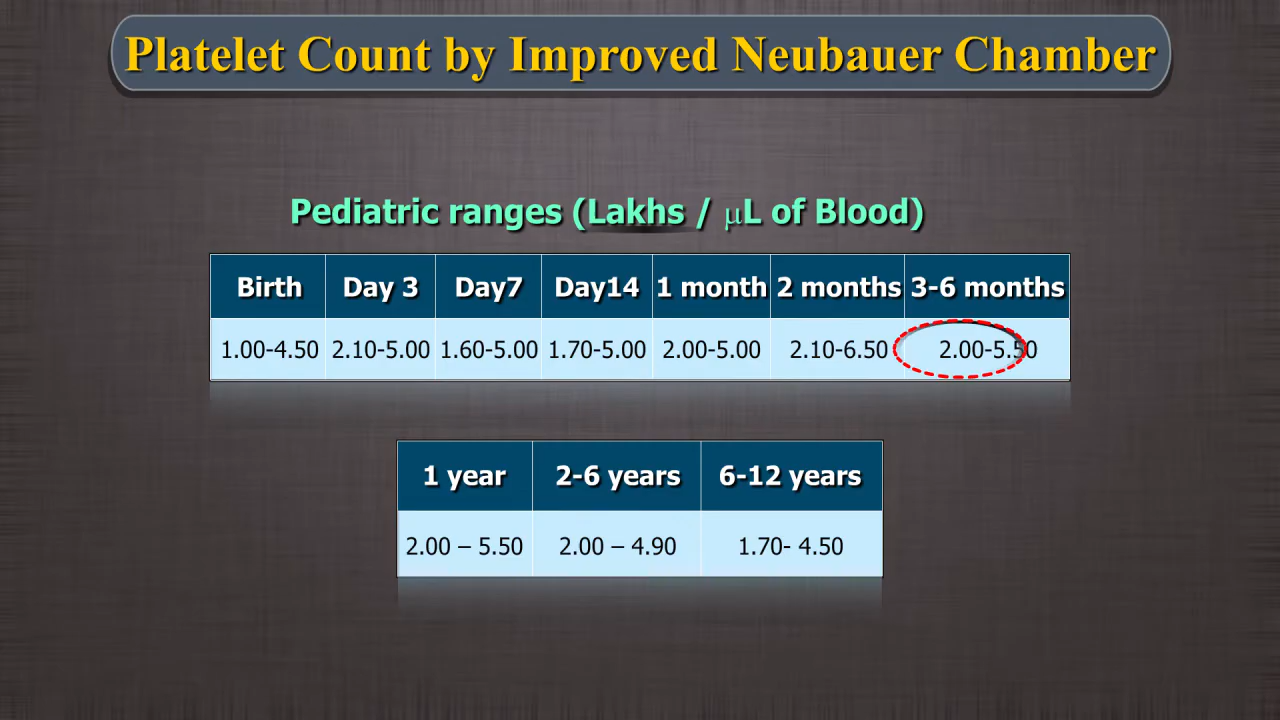 Platelet Count by Improved Neubauer Chamber
Pediatric ranges (Lakhs / μL of Blood)
Birth Day 3 Day7 Day14 1 month 2 months 3-6 months
1.00-4.50 2.10-5.00 1.60-5.00 1.70-5.00 2.00-5.00 2.10-6.50 2.00-5.50
1 year 2-6 years 6-12 years
2.00 – 5.50 2.00 – 4.90 1.70- 4.50